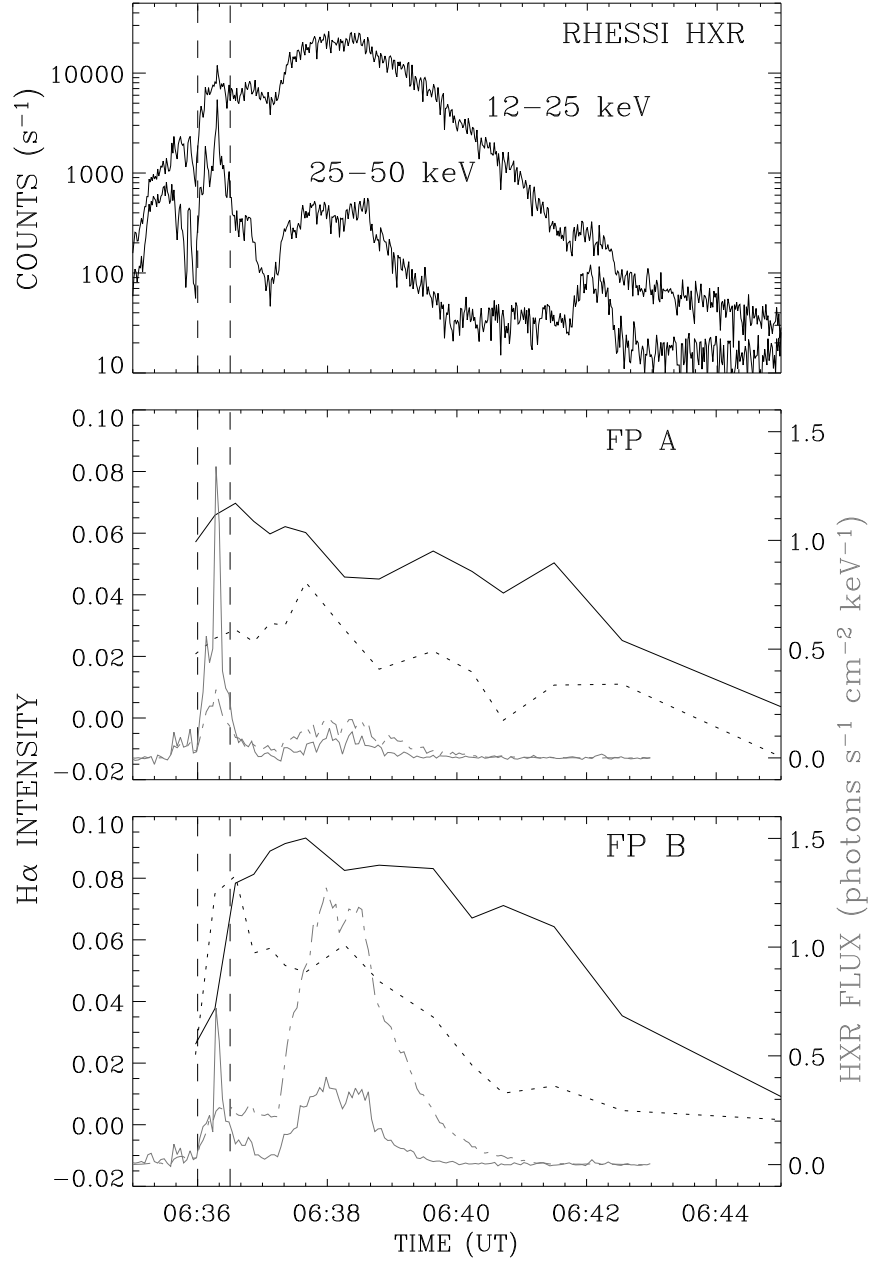 RHESSI HXR
12−25 keV
25−50 keV
COUNTS (s−1)
10000
1000
100
10
FP A
0.10
0.08
0.06
0.04
0.02
0.00
−0.02
1.5
1.0
0.5
0.0
FP B
0.10
0.08
0.06
0.04
0.02
0.00
−0.02
1.5
1.0
0.5
0.0
Hα INTENSITY
HXR FLUX (photons s−1 cm−2 keV−1)
06:36 06:38 06:40 06:42 06:44
TIME (UT)